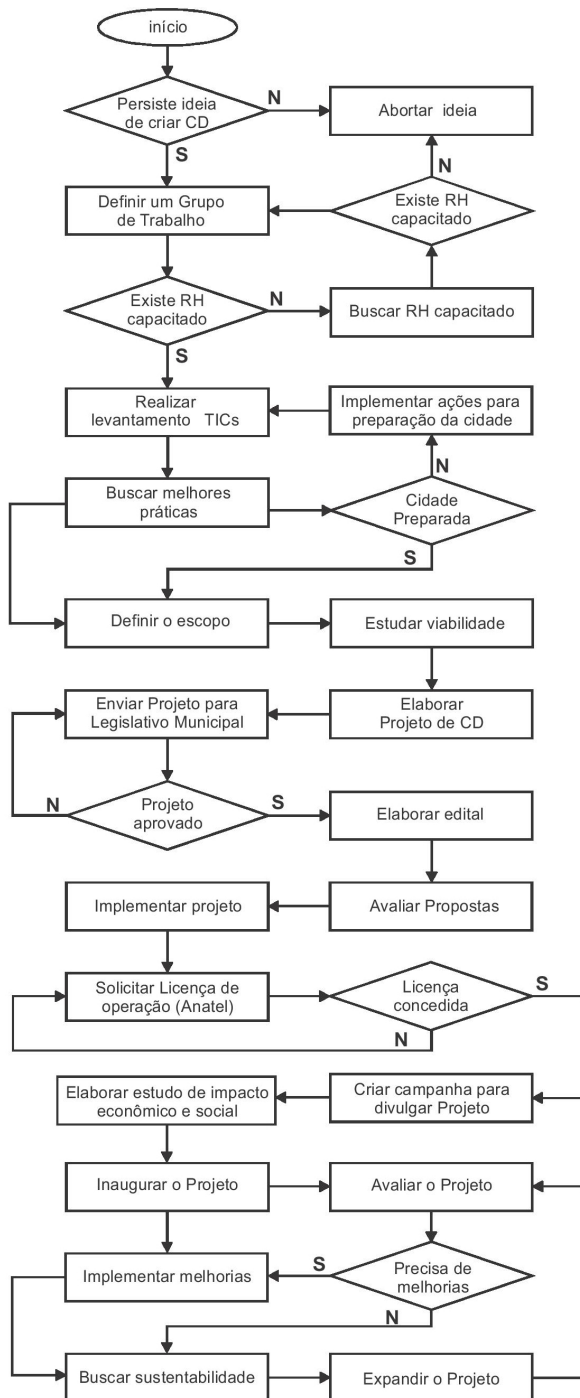 início
Persiste ideia
de criar CD
N
Abortar ideia
S
N
Definir um Grupo
de Trabalho
Existe RH
capacitado
Existe RH
capacitado
N
Buscar RH capacitado
S
Realizar
levantamento TICs
Implementar ações para
preparação da cidade
N
Buscar melhores
práticas
Cidade
Preparada
S
Definir o escopo
Estudar viabilidade
Enviar Projeto para
Legislativo Municipal
Elaborar
Projeto de CD
N
Projeto
aprovado
S
Elaborar edital
Implementar projeto
Avaliar Propostas
Solicitar Licença de
operação (Anatel)
Licença
concedida
S
N
Elaborar estudo de impacto
econômico e social
Criar campanha para
divulgar Projeto
Inaugurar o Projeto
Avaliar o Projeto
Implementar melhorias
S
Precisa de
melhorias
N
Buscar sustentabilidade
Expandir o Projeto